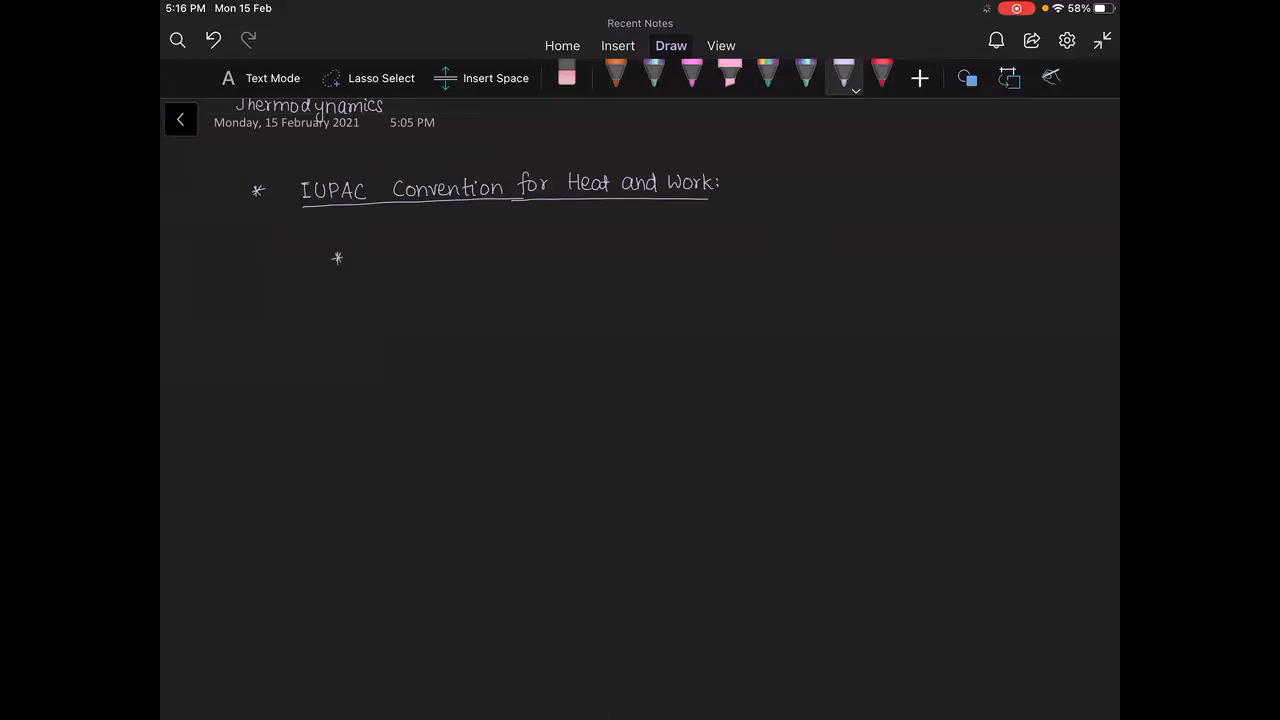 5:16 PM Mon 15 Feb
58%
Recent Notes
Home Insert Draw View
A Text Mode Lasso Select Insert Space
Thermodynamics
Monday, 15 February 2021 5:05 PM
* IUPAC Convention for Heat and Work:
*